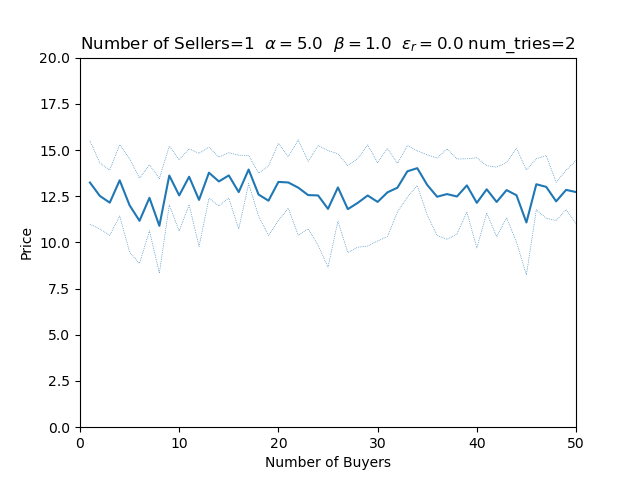 Number of Sellers=1 α = 5.0 β = 1.0 εr = 0.0 num_tries=2
20.0
17.5
15.0
12.5
10.0
7.5
5.0
2.5
0.0
Price
0 10 20 30 40 50
Number of Buyers